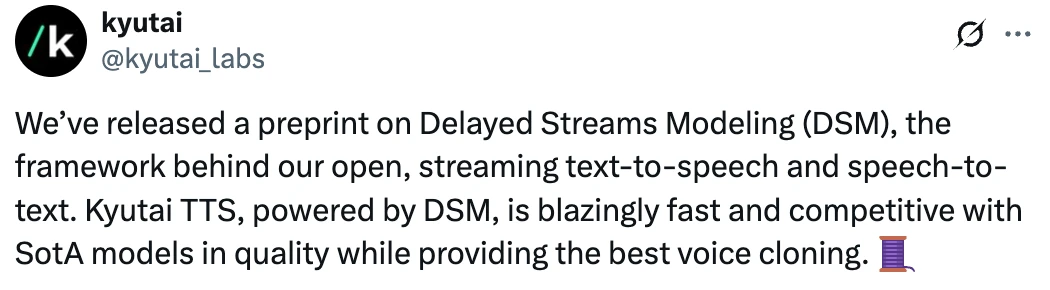 /k
kyutai
@kyutai_labs
We’ve released a preprint on Delayed Streams Modeling (DSM), the
framework behind our open, streaming text-to-speech and speech-to-
text. Kyutai TTS, powered by DSM, is blazingly fast and competitive with
SotA models in quality while providing the best voice cloning. 🧵